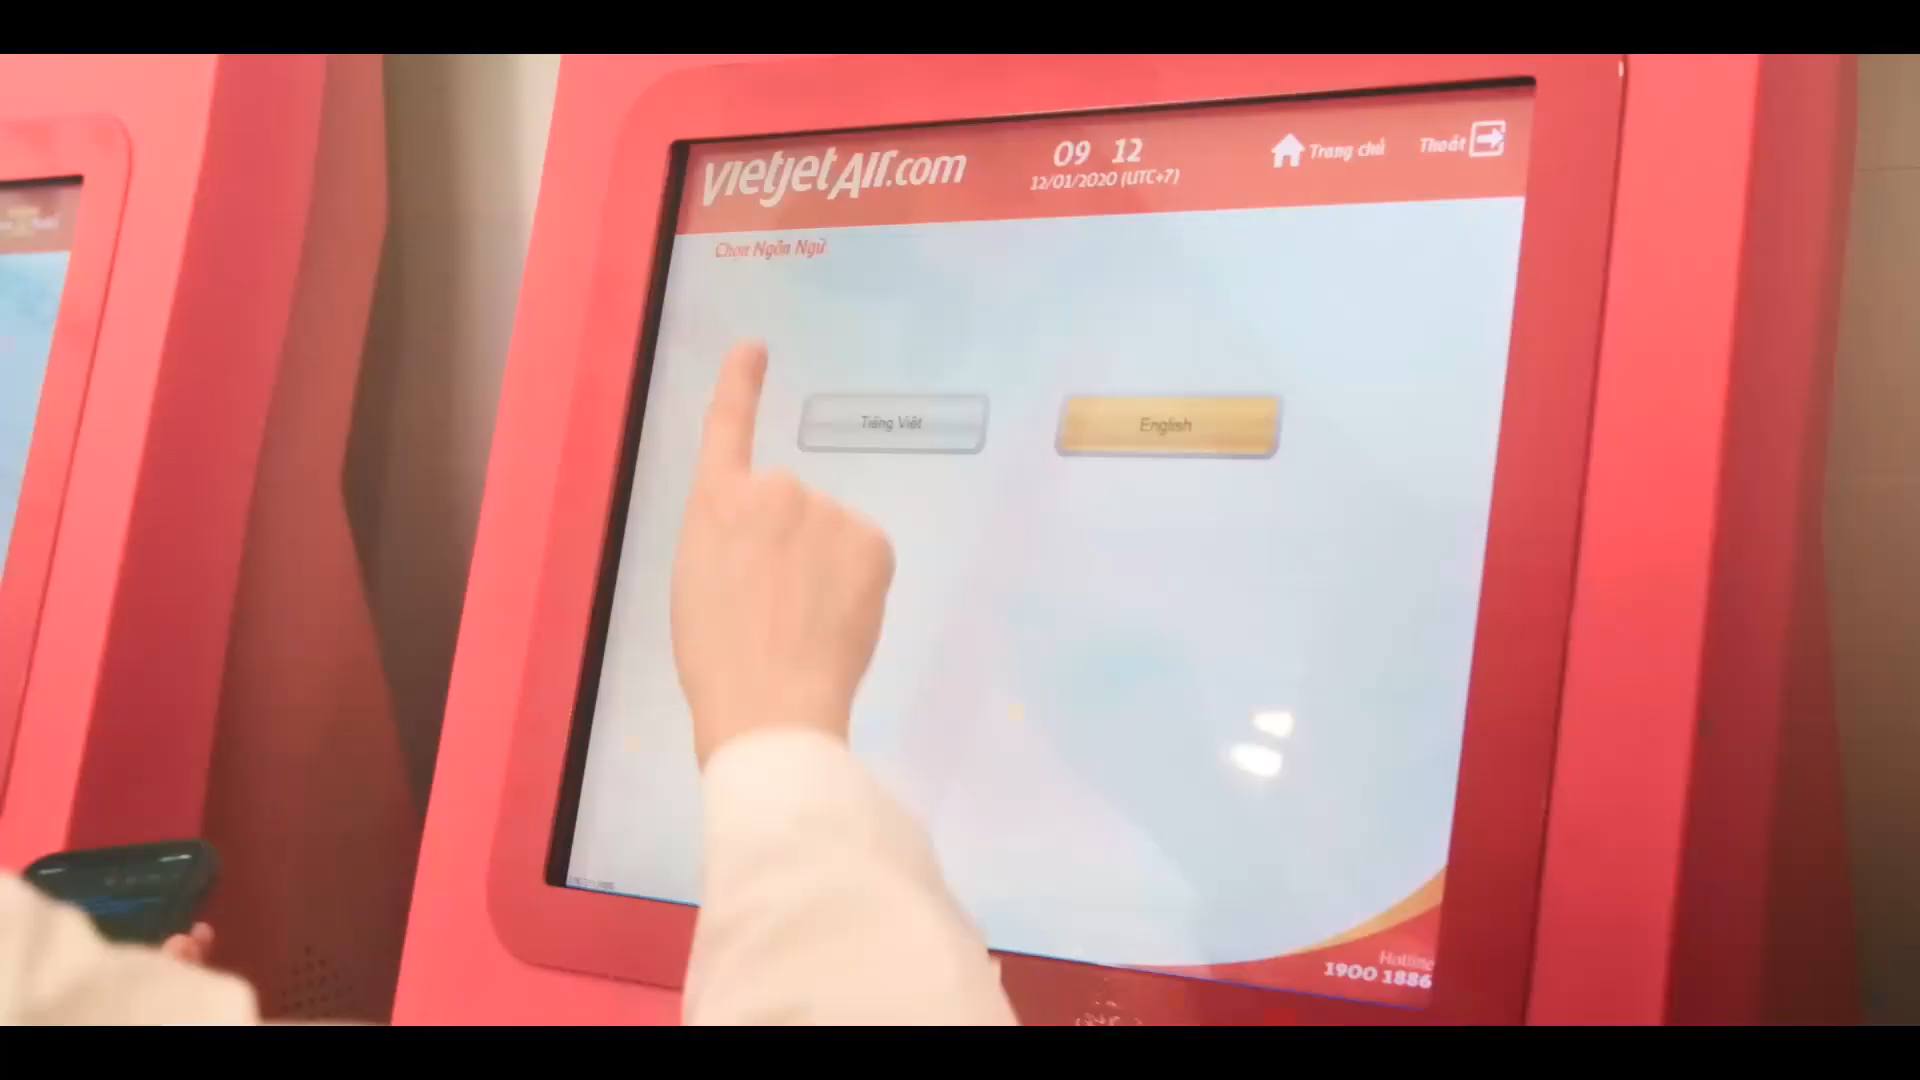 vietjetAir.com
09 12
12/01/2020 (UTC+7)
Trang chủ
Thoát
Chọn Ngôn Ngữ
Tiếng Việt
English
Hotline
1900 1886